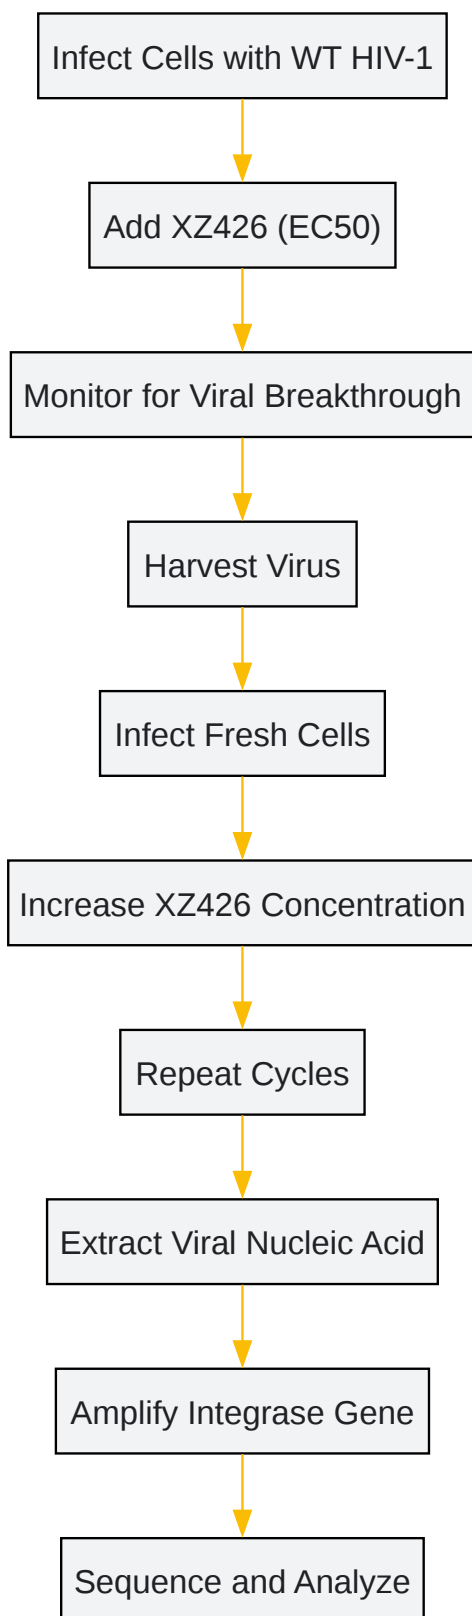 Infect Cells with WT HIV-1
Add XZ426 (EC50)
Monitor for Viral Breakthrough
Harvest Virus
Infect Fresh Cells
Increase XZ426 Concentration
Repeat Cycles
Extract Viral Nucleic Acid
Amplify Integrase Gene
Sequence and Analyze